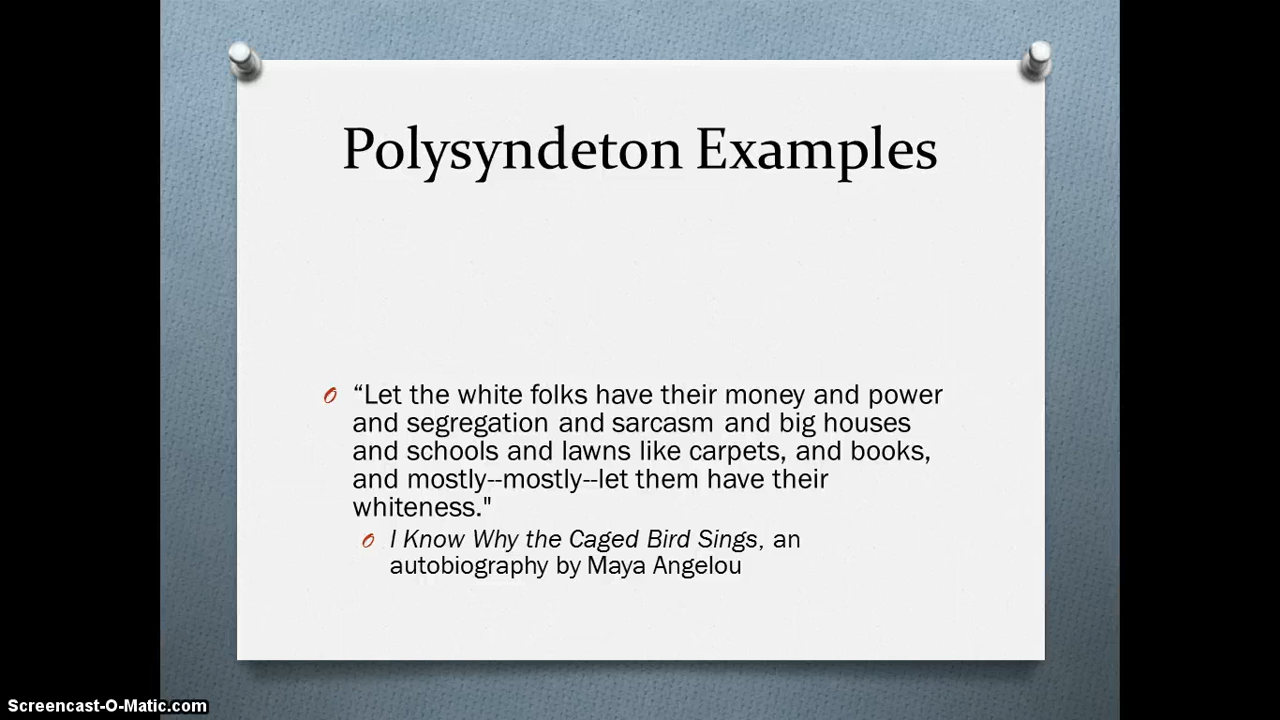 Polysyndeton Examples
“Let the white folks have their money and power
and segregation and sarcasm and big houses
and schools and lawns like carpets, and books,
and mostly--mostly--let them have their
whiteness."
I Know Why the Caged Bird Sings, an
autobiography by Maya Angelou
Screencast-O-Matic.com